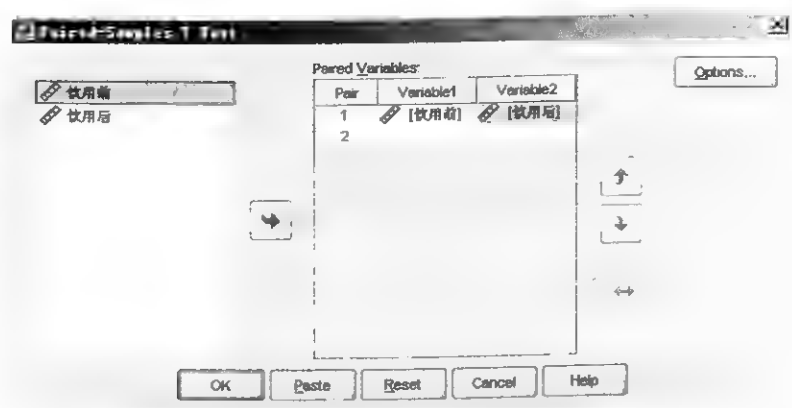 Paired-Samples T Test
饮用前
饮用后
Paired Variables:
Pair Variable1 Variable2
1 [饮用前] [饮用后]
2
Options...
OK Paste Reset Cancel Help